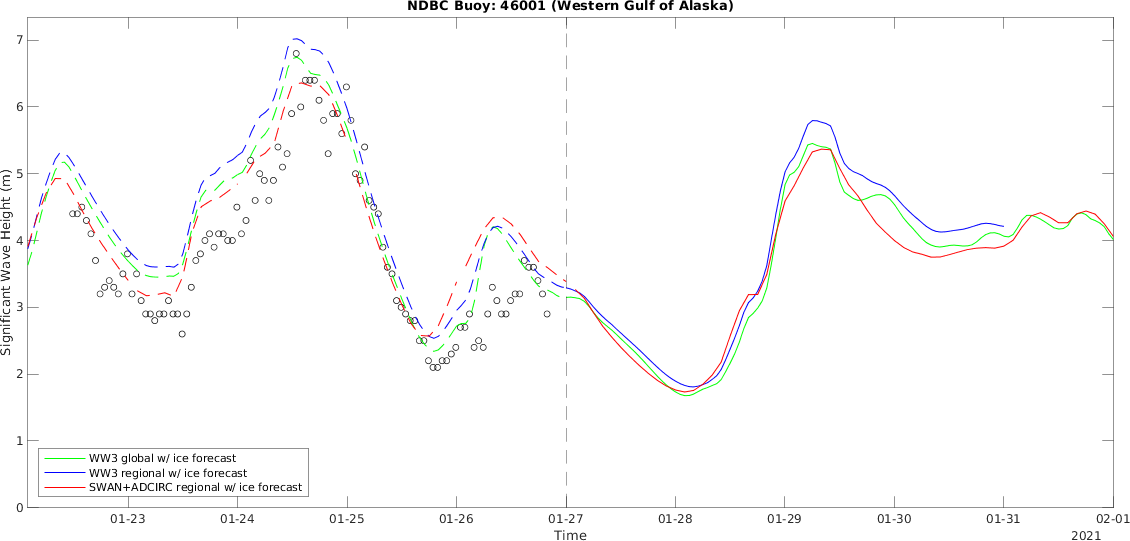 NDBC Buoy: 46001 (Western Gulf of Alaska)
Significant Wave Height (m)
7
6
5
4
3
2
1
0
WW3 global w/ ice forecast
WW3 regional w/ ice forecast
SWAN+ADCIRC regional w/ ice forecast
01-23 01-24 01-25 01-26 01-27 01-28 01-29 01-30 01-31 02-01
Time
2021